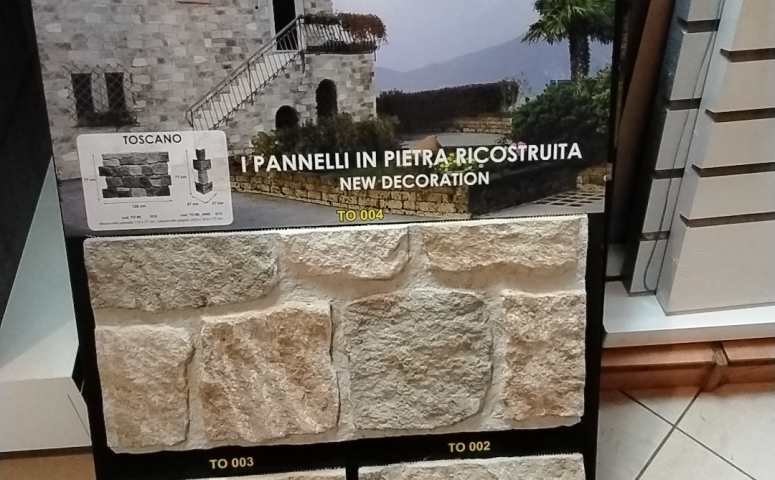 TOSCANO
I PANNELLI IN PIETRA RICOSTRUITA
NEW DECORATION
TO 004
TO 003
TO 002